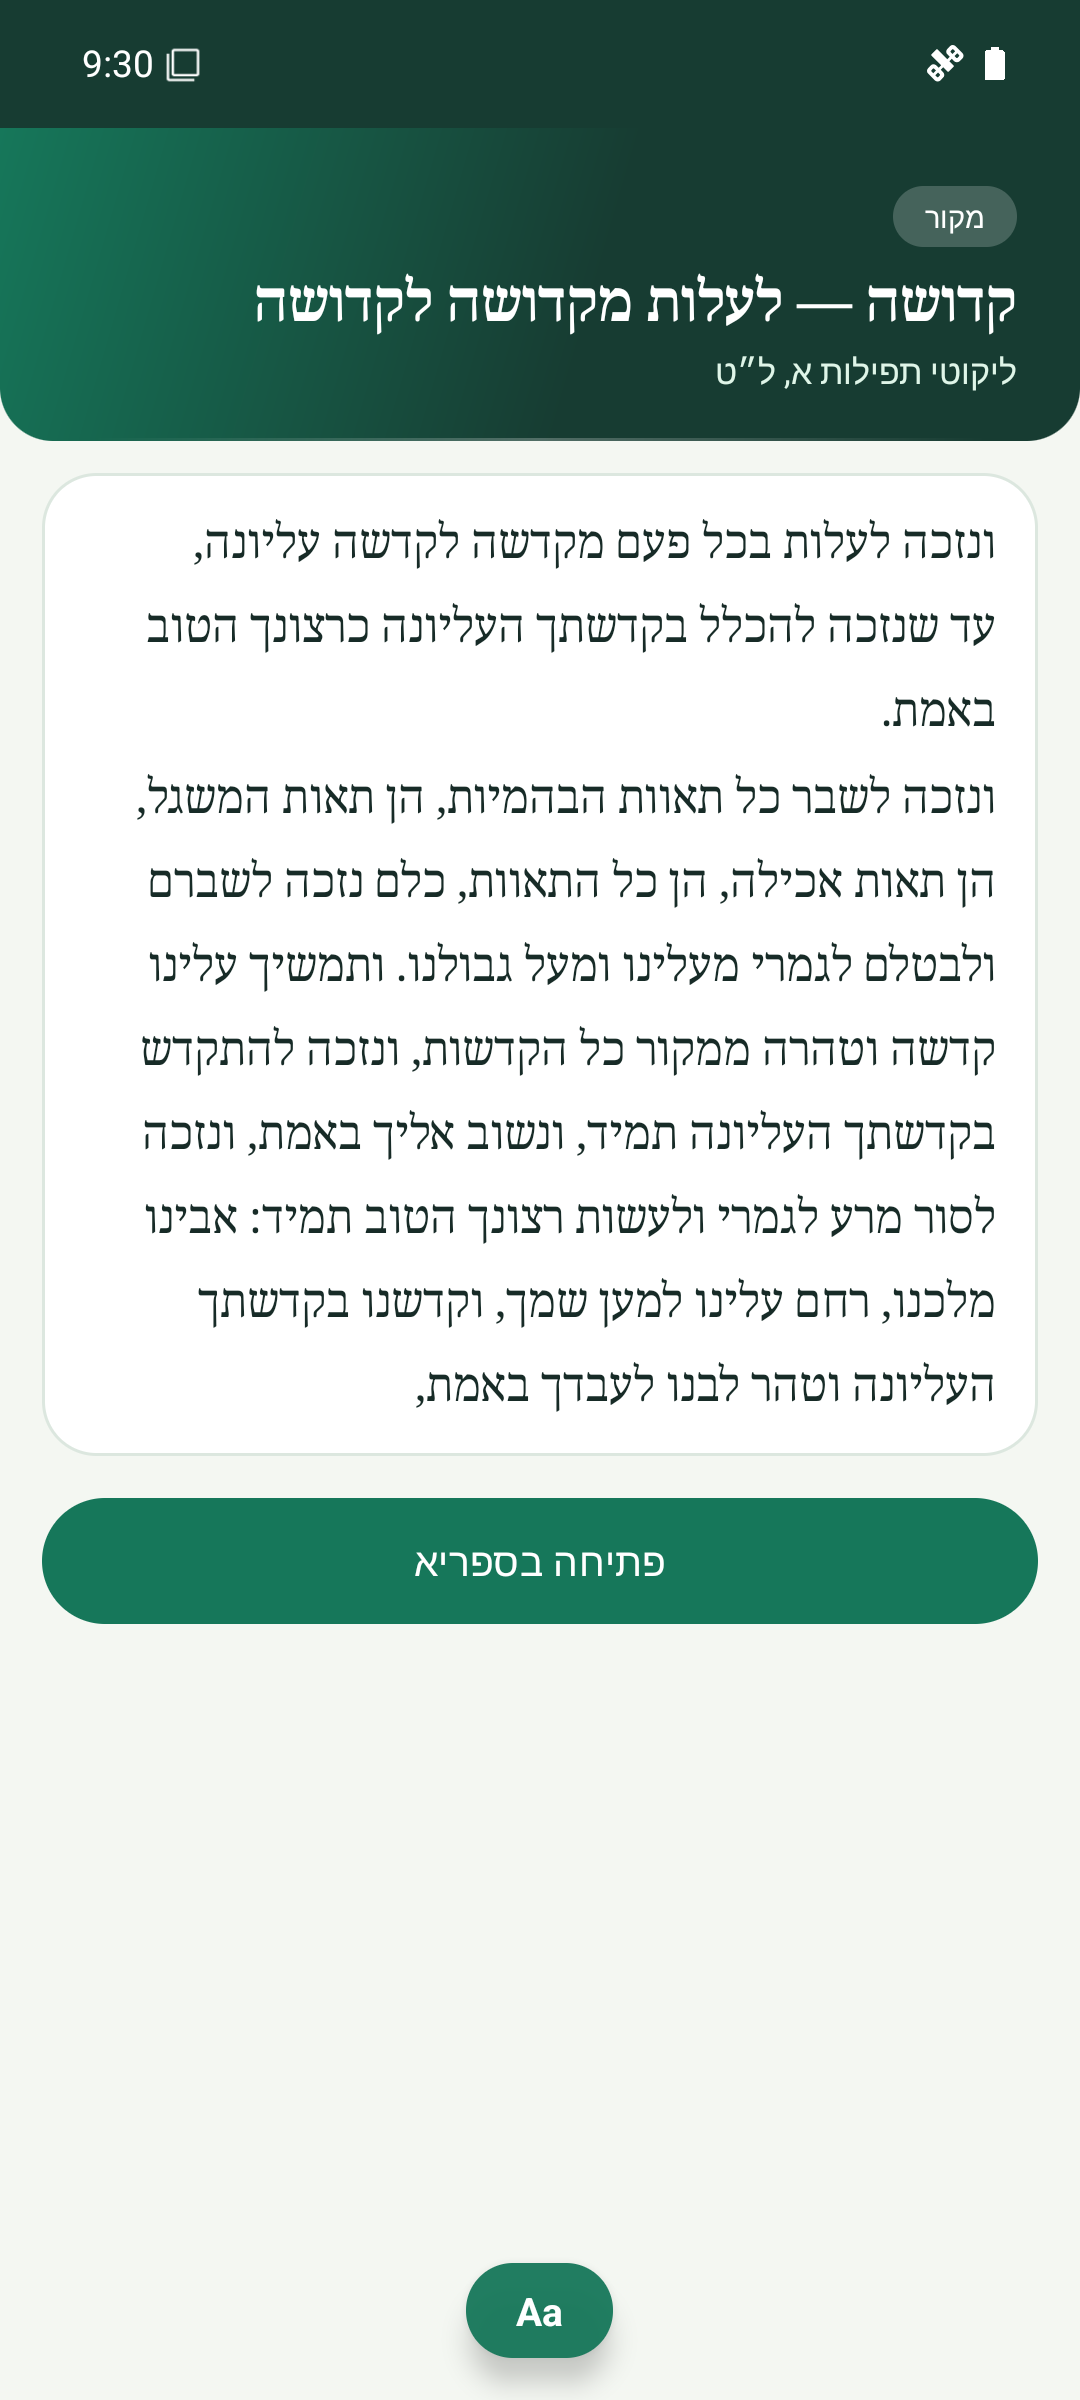 9:30
מקור
קדושה — לעלות מקדושה לקדושה
ליקוטי תפילות א, ל״ט
ונזכה לעלות בכל פעם מקדשה לקדשה עליונה,
עד שנזכה להכלל בקדשתך העליונה כרצונך הטוב
באמת.
ונזכה לשבר כל תאוות הבהמיות, הן תאות המשגל,
הן תאות אכילה, הן כל התאוות, כלם נזכה לשברם
ולבטלם לגמרי מעלינו ומעל גבולנו. ותמשיך עלינו
קדשה וטהרה ממקור כל הקדשות, ונזכה להתקדש
בקדשתך העליונה תמיד, ונשוב אליך באמת, ונזכה
לסור מרע לגמרי ולעשות רצונך הטוב תמיד: אבינו
מלכנו, רחם עלינו למען שמך, וקדשנו בקדשתך
העליונה וטהר לבנו לעבדך באמת,
פתיחה בספריא
Aa